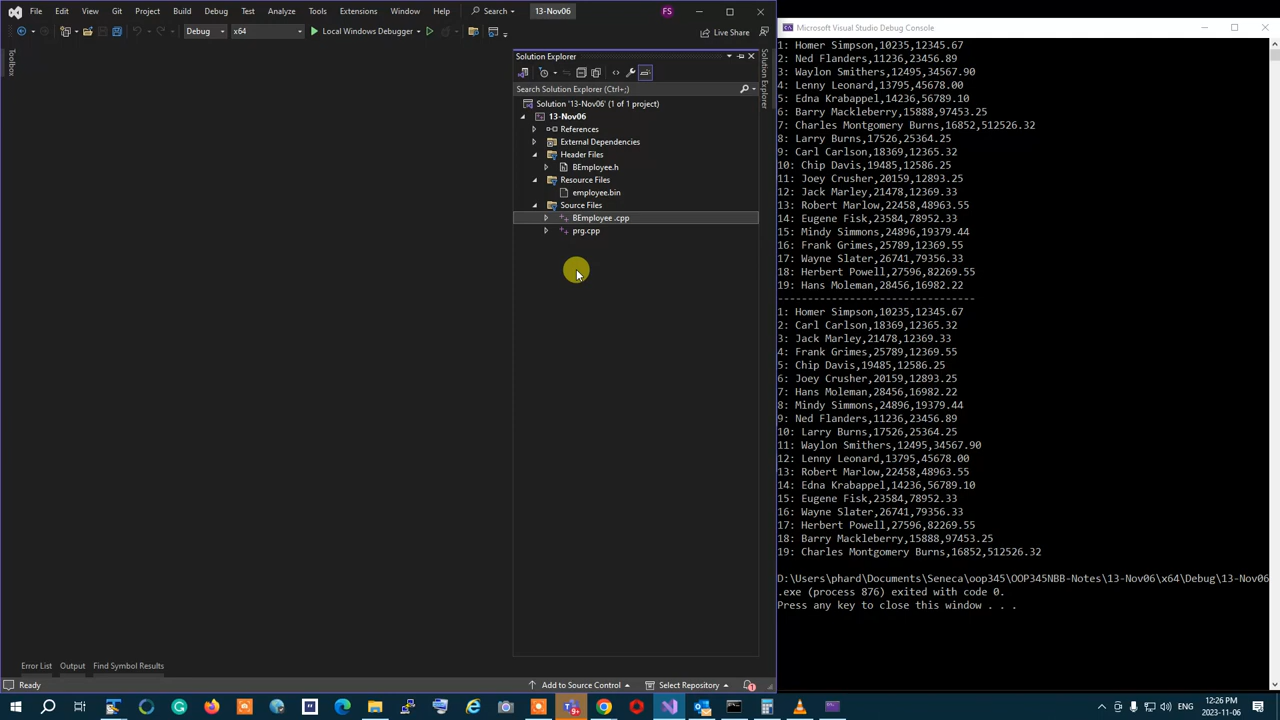 File Edit View Git Project Build Debug Test Analyze Tools Extensions Window Help Search 13-Nov06 FS
x64 Local Windows Debugger Live Share
Toolbox
Solution Explorer
Solution Explorer
Search Solution Explorer (Ctrl+;)
Solution '13-Nov06' (1 of 1 project)
13-Nov06
References
External Dependencies
Header Files
BEmployee.h
Resource Files
employee.bin
Source Files
BEmployee .cpp
prg.cpp
Error List Output Find Symbol Results
Ready Add to Source Control Select Repository 1
Microsoft Visual Studio Debug Console
1: Homer Simpson,10235,12345.67
2: Ned Flanders,11236,23456.89
3: Waylon Smithers,12495,34567.90
4: Lenny Leonard,13795,45678.00
5: Edna Krabappel,14236,56789.10
6: Barry Mackleberry,15888,97453.25
7: Charles Montgomery Burns,16852,512526.32
8: Larry Burns,17526,25364.25
9: Carl Carlson,18369,12365.32
10: Chip Davis,19485,12586.25
11: Joey Crusher,20159,12893.25
12: Jack Marley,21478,12369.33
13: Robert Marlow,22458,48963.55
14: Eugene Fisk,23584,78952.33
15: Mindy Simmons,24896,19379.44
16: Frank Grimes,25789,12369.55
17: Wayne Slater,26741,79356.33
18: Herbert Powell,27596,82269.55
19: Hans Moleman,28456,16982.22
---------------------------------
1: Homer Simpson,10235,12345.67
2: Carl Carlson,18369,12365.32
3: Jack Marley,21478,12369.33
4: Frank Grimes,25789,12369.55
5: Chip Davis,19485,12586.25
6: Joey Crusher,20159,12893.25
7: Hans Moleman,28456,16982.22
8: Mindy Simmons,24896,19379.44
9: Ned Flanders,11236,23456.89
10: Larry Burns,17526,25364.25
11: Waylon Smithers,12495,34567.90
12: Lenny Leonard,13795,45678.00
13: Robert Marlow,22458,48963.55
14: Edna Krabappel,14236,56789.10
15: Eugene Fisk,23584,78952.33
16: Wayne Slater,26741,79356.33
17: Herbert Powell,27596,82269.55
18: Barry Mackleberry,15888,97453.25
19: Charles Montgomery Burns,16852,512526.32
D:\Users\phard\Documents\Seneca\oop345\OOP345NBB-Notes\13-Nov06\x64\Debug\13-Nov06
.exe (process 876) exited with code 0.
Press any key to close this window . . .
ENG 12:26 PM
2023-11-06